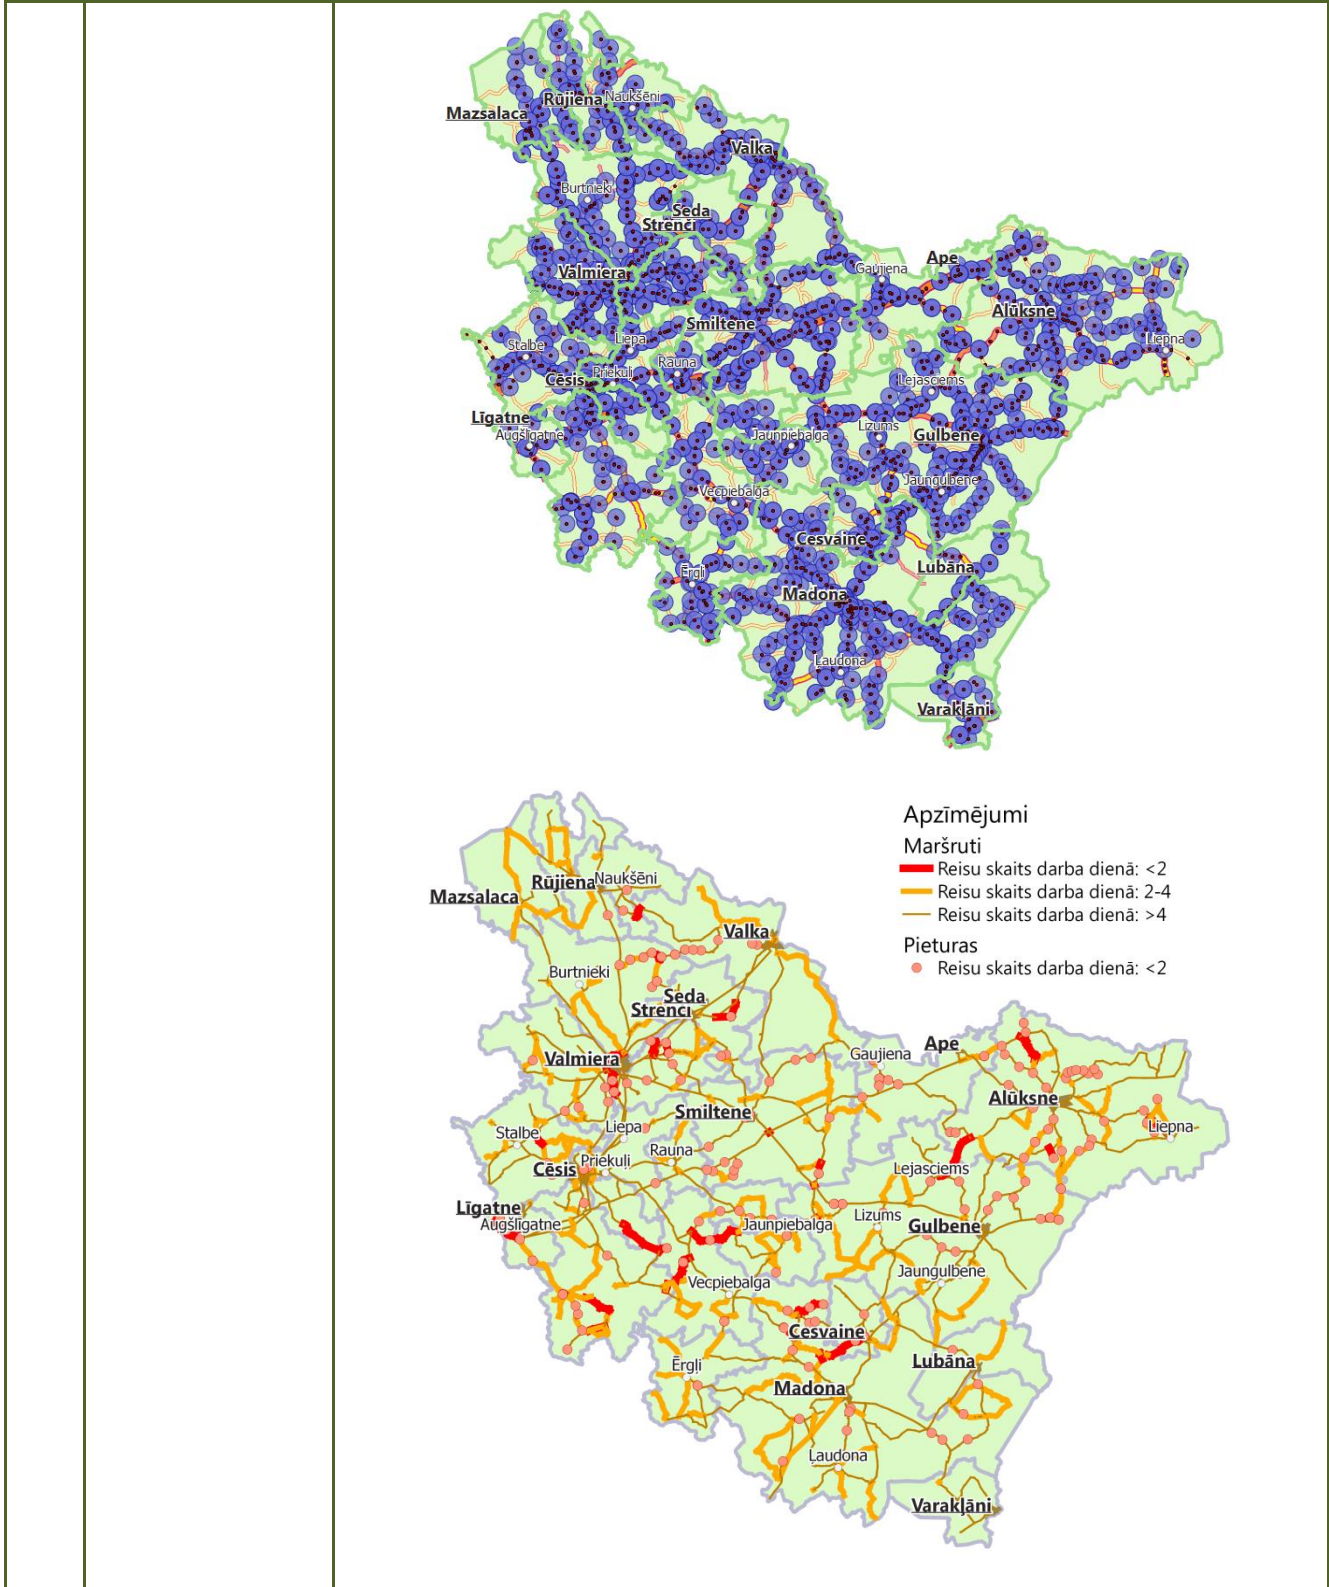 Rūjiena Naukšēni
Mazsalaca
Valka
Burtnieki
Seda
Strenči
Ape
Gaujiena
Valmiera
Alūksne
Smiltene
Liepa
Liepna
Stalbe
Rauna
Priekuļi
Cēsis
Lejasciems
Līgatne
Lizums
Augšlīgatne
Jaunpiebalga
Gulbene
Jaungulbene
Vecpiebalga
Cesvaine
Lubāna
Ērgļi
Madona
Ļaudona
Varakļāni
Apzīmējumi
Maršruti
Reisu skaits darba dienā: <2
Reisu skaits darba dienā: 2-4
Reisu skaits darba dienā: >4
Pieturas
Reisu skaits darba dienā: <2
Rūjiena Naukšēni
Mazsalaca
Valka
Burtnieki
Seda
Strenči
Ape
Gaujiena
Valmiera
Alūksne
Smiltene
Liepa
Liepna
Stalbe
Rauna
Priekuļi
Cēsis
Lejasciems
Līgatne
Lizums
Augšlīgatne
Jaunpiebalga
Gulbene
Jaungulbene
Vecpiebalga
Cesvaine
Lubāna
Ērgļi
Madona
Ļaudona
Varakļāni